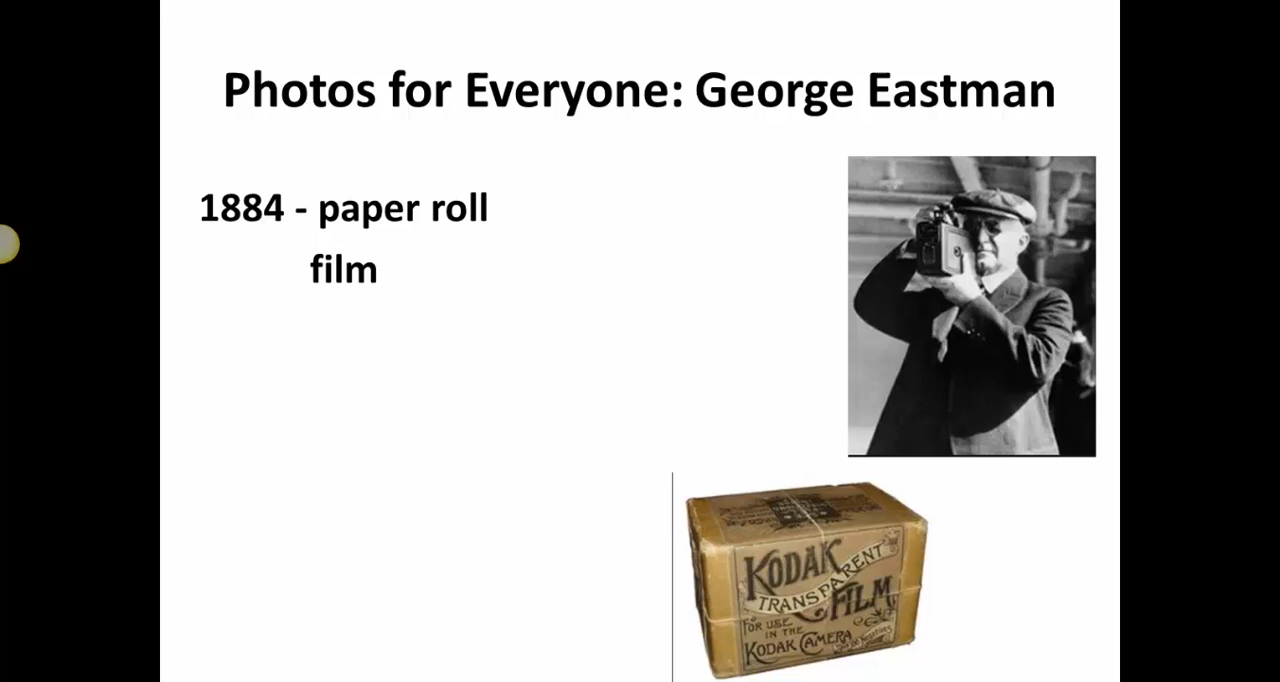 Photos for Everyone: George Eastman
1884 - paper roll
film
KODAK
TRANSPARENT
FILM
FOR USE
IN THE
KODAK CAMERA